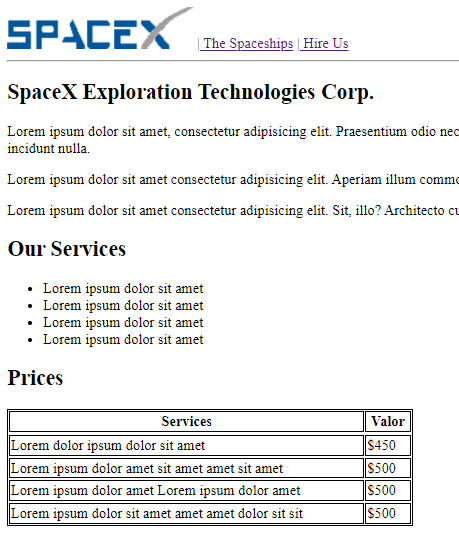 SPACEX | The Spaceships | Hire Us
SpaceX Exploration Technologies Corp.
Lorem ipsum dolor sit amet, consectetur adipisicing elit. Praesentium odio nec
incidunt nulla.
Lorem ipsum dolor sit amet consectetur adipisicing elit. Aperiam illum comm
Lorem ipsum dolor sit amet consectetur adipisicing elit. Sit, illo? Architecto cu
Our Services
• Lorem ipsum dolor sit amet
• Lorem ipsum dolor sit amet
• Lorem ipsum dolor sit amet
• Lorem ipsum dolor sit amet
Prices
Services Valor
Lorem dolor ipsum dolor sit amet $450
Lorem ipsum dolor amet sit amet amet sit amet $500
Lorem ipsum dolor amet Lorem ipsum dolor amet $500
Lorem ipsum dolor sit amet amet amet dolor sit sit $500